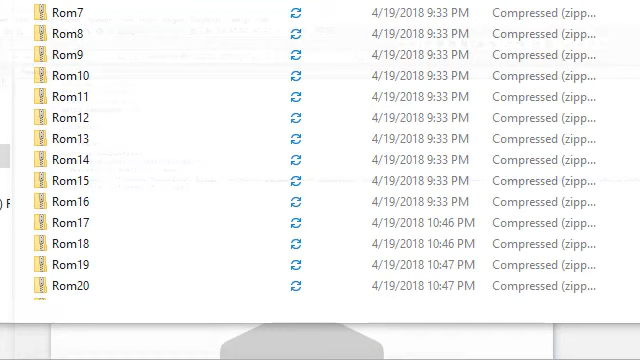 Rom7 4/19/2018 9:33 PM Compressed (zipp...
Rom8 4/19/2018 9:33 PM Compressed (zipp...
Rom9 4/19/2018 9:33 PM Compressed (zipp...
Rom10 4/19/2018 9:33 PM Compressed (zipp...
Rom11 4/19/2018 9:33 PM Compressed (zipp...
Rom12 4/19/2018 9:33 PM Compressed (zipp...
Rom13 4/19/2018 9:33 PM Compressed (zipp...
Rom14 4/19/2018 9:33 PM Compressed (zipp...
Rom15 4/19/2018 9:33 PM Compressed (zipp...
) F Rom16 4/19/2018 9:33 PM Compressed (zipp...
Rom17 4/19/2018 10:46 PM Compressed (zipp...
Rom18 4/19/2018 10:46 PM Compressed (zipp...
Rom19 4/19/2018 10:47 PM Compressed (zipp...
Rom20 4/19/2018 10:47 PM Compressed (zipp...